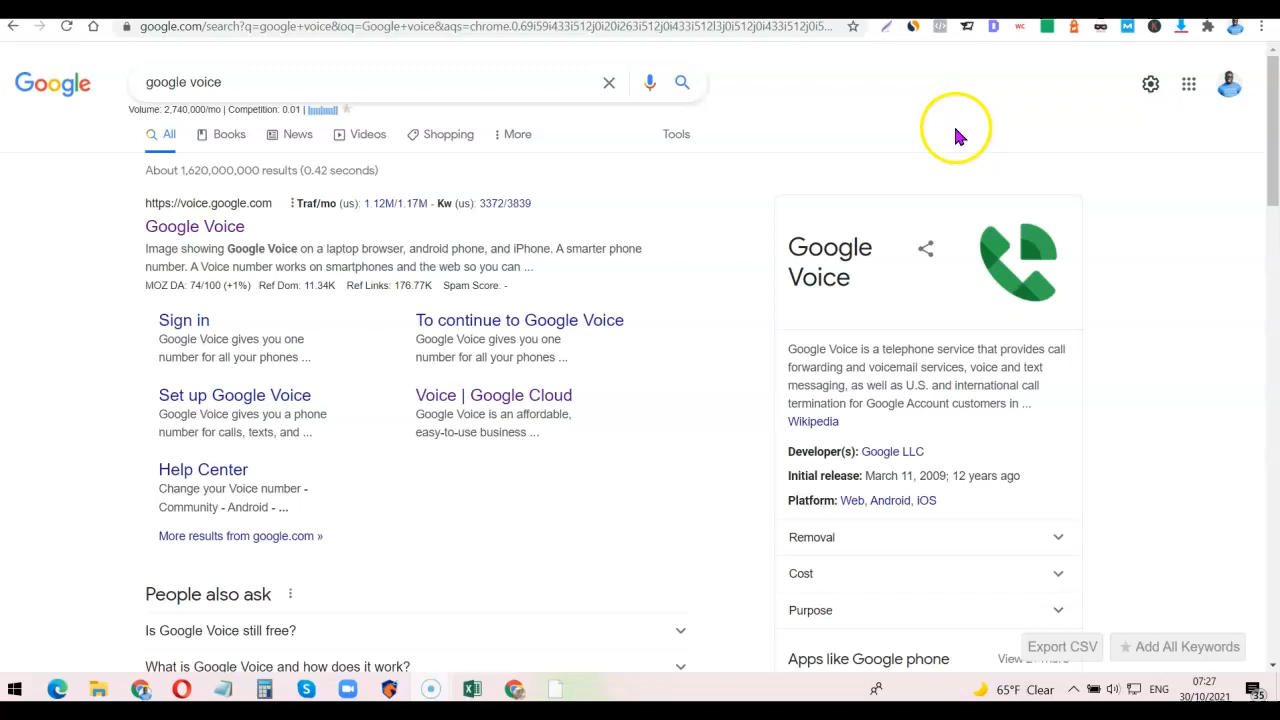 google.com/search?q=google+voice&oq=Google+voice&aqs=chrome.0.69i59i433i512j0i20i263i512j0i433i512l3j0i512j0i433i512j0i5...
Google
google voice
Volume: 2,740,000/mo | Competition: 0.01 |
All Books News Videos Shopping More Tools
About 1,620,000,000 results (0.42 seconds)
https://voice.google.com Traf/mo (us): 1.12M/1.17M - Kw (us): 3372/3839
Google Voice
Image showing Google Voice on a laptop browser, android phone, and iPhone. A smarter phone
number. A Voice number works on smartphones and the web so you can ...
MOZ DA: 74/100 (+1%) Ref Dom: 11.34K Ref Links: 176.77K Spam Score: -
Sign in
Google Voice gives you one
number for all your phones ...
To continue to Google Voice
Google Voice gives you one
number for all your phones ...
Set up Google Voice
Google Voice gives you a phone
number for calls, texts, and ...
Voice | Google Cloud
Google Voice is an affordable,
easy-to-use business ...
Help Center
Change your Voice number -
Community - Android - ...
More results from google.com »
People also ask
Is Google Voice still free?
What is Google Voice and how does it work?
Google
Voice
Google Voice is a telephone service that provides call
forwarding and voicemail services, voice and text
messaging, as well as U.S. and international call
termination for Google Account customers in ...
Wikipedia
Developer(s): Google LLC
Initial release: March 11, 2009; 12 years ago
Platform: Web, Android, iOS
Removal
Cost
Purpose
Export CSV
Add All Keywords
Apps like Google phone
View
65°F Clear
ENG
07:27
30/10/2021
35